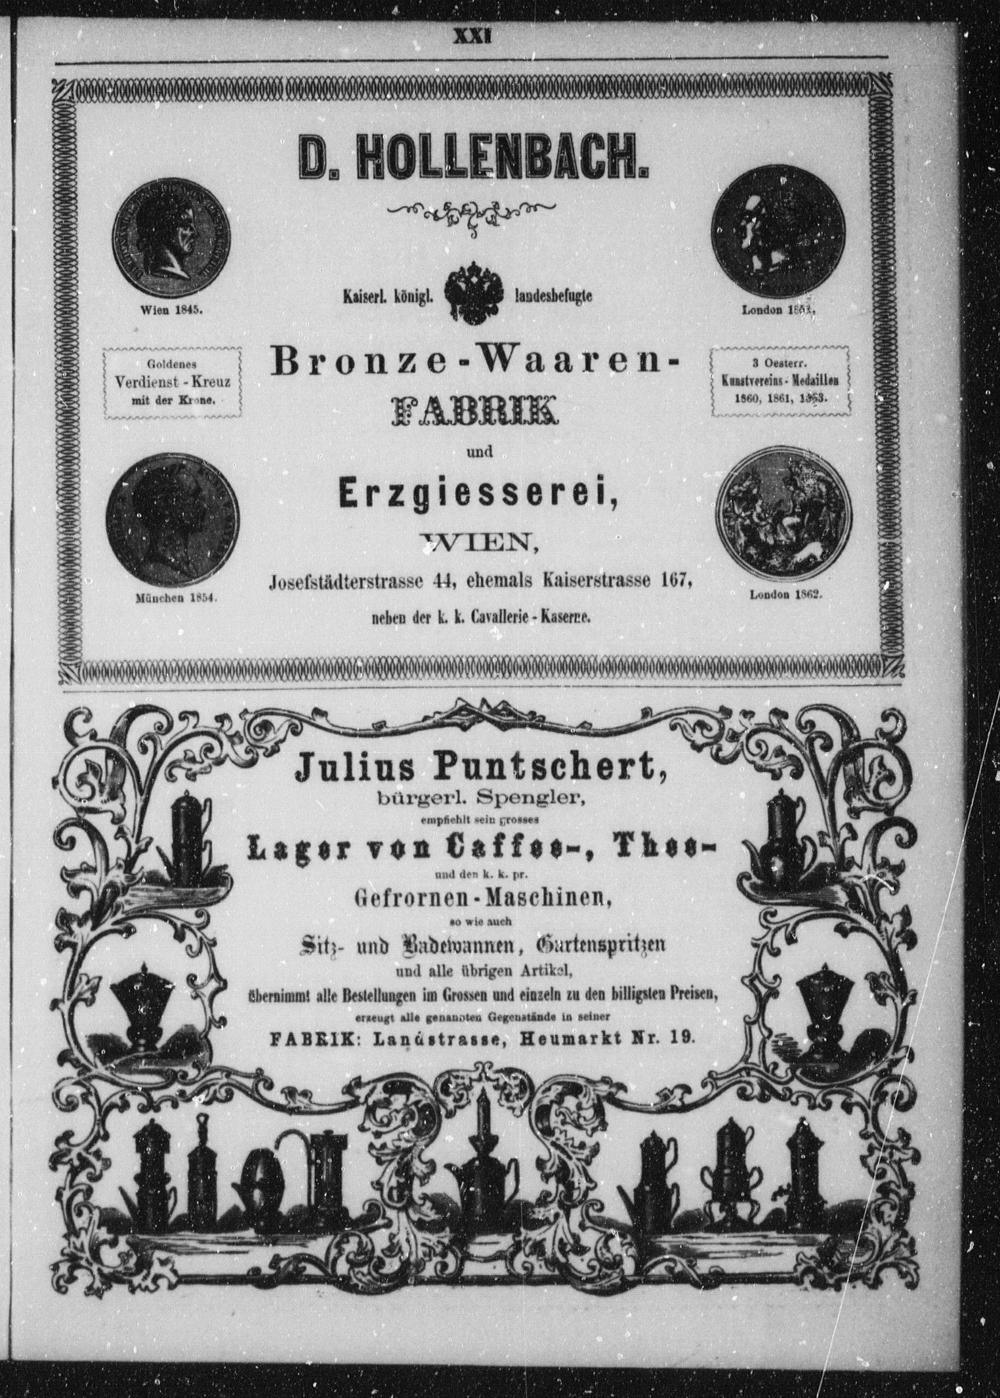 XXI
D. HOLLENBACH.
Wien 1845.
Kaiserl. königl. landesbefugte
London
Goldenes
Verdienst-Kreuz
mit der Krone.
Bronze-Waaren-
FABRIK
und
Erzgiesserei,
WIEN,
3 Oesterr.
Kunstvereins-Medaillen
1860, 1861,
München 1854.
London 1862.
Josefstädterstrasse 44, ehemals Kaiserstrasse 167,
neben der k. k. Cavallerie-Kaserne.
Julius Puntschert,
bürgerl. Spengler,
empfiehlt sein grosses
Lager von Caffee-, Thee-
und den k. k. pr.
Gefrornen-Maschinen,
so wie auch
Sitz- und Badewannen, Gartenspritzen
und alle übrigen Artikel,
übernimmt alle Bestellungen im Grossen und einzeln zu den billigsten Preisen,
erzeugt alle genannten Gegenstände in seiner
FABRIK: Landstrasse, Heumarkt Nr. 19.